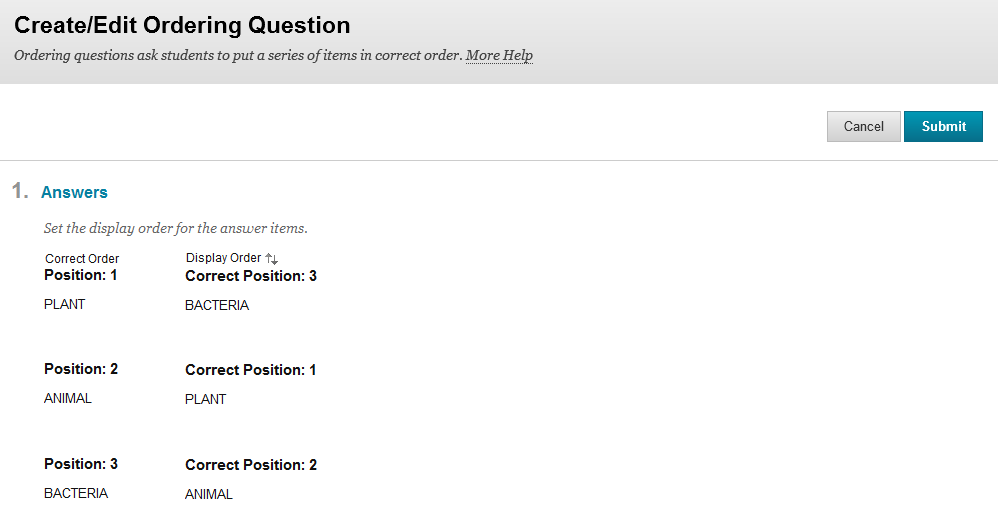 Create/Edit Ordering Question
Ordering questions ask students to put a series of items in correct order. More Help
Cancel Submit
1. Answers
Set the display order for the answer items.
Correct Order Display Order
Position: 1 Correct Position: 3
PLANT BACTERIA
Position: 2 Correct Position: 1
ANIMAL PLANT
Position: 3 Correct Position: 2
BACTERIA ANIMAL